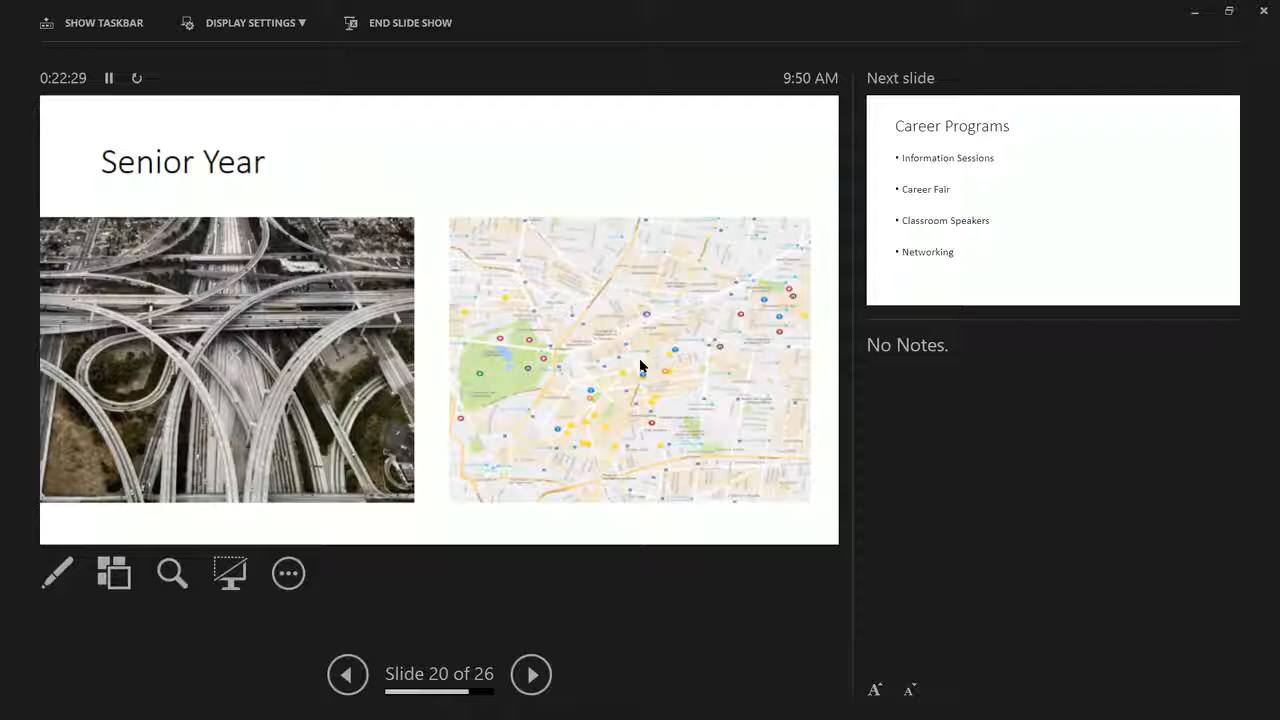 SHOW TASKBAR
DISPLAY SETTINGS ▼
END SLIDE SHOW
0:22:29
9:50 AM
Next slide
Senior Year
Career Programs
• Information Sessions
• Career Fair
• Classroom Speakers
• Networking
No Notes.
Slide 20 of 26
A A